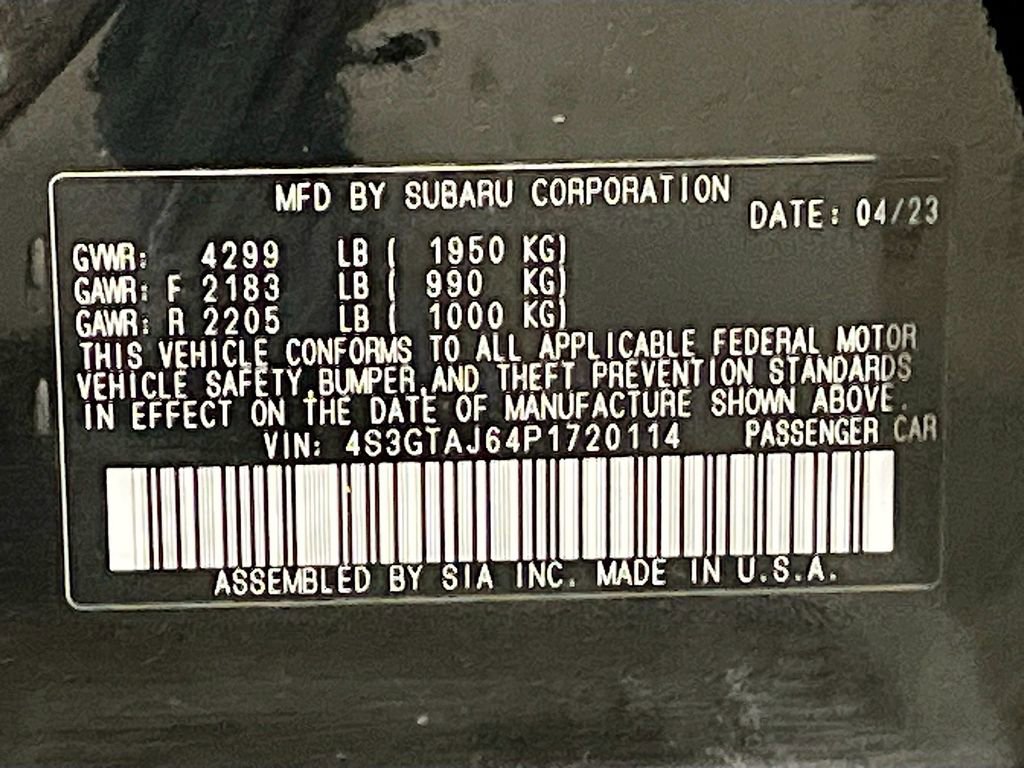 MFD BY SUBARU CORPORATION
DATE: 04/23
GVWR: 4299 LB ( 1950 KG)
GAWR: F 2183 LB ( 990 KG)
GAWR: R 2205 LB ( 1000 KG)
THIS VEHICLE CONFORMS TO ALL APPLICABLE FEDERAL MOTOR
VEHICLE SAFETY,BUMPER,AND THEFT PREVENTION STANDARDS
IN EFFECT ON THE DATE OF MANUFACTURE SHOWN ABOVE.
VIN: 4S3GTAJ64P1720114 PASSENGER CAR
ASSEMBLED BY SIA INC. MADE IN U.S.A.